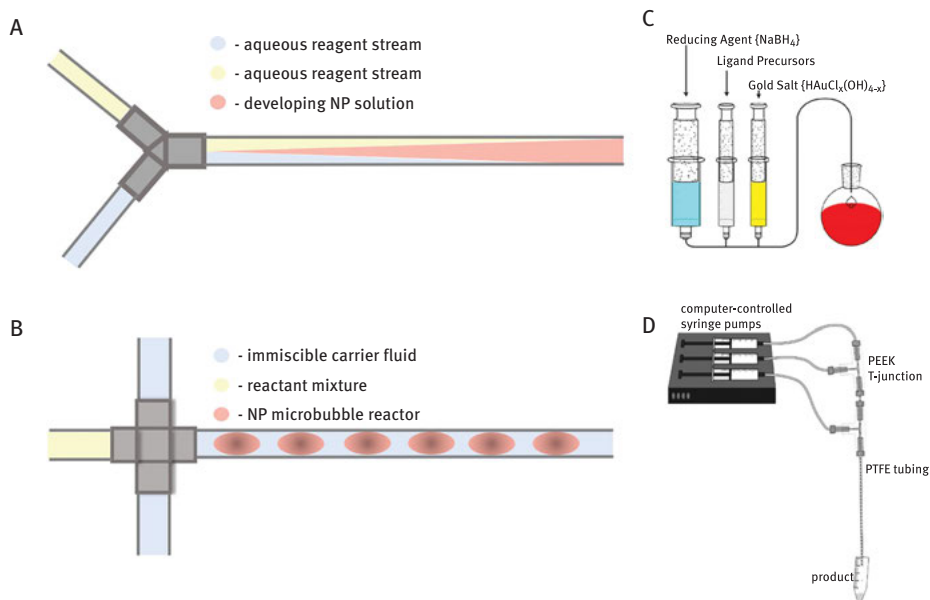 A
- aqueous reagent stream
- aqueous reagent stream
- developing NP solution
B
- immiscible carrier fluid
- reactant mixture
- NP microbubble reactor
C
Reducing Agent {NaBH₄}
Ligand Precursors
Gold Salt {HAuClₓ(OH)₄₋ₓ}
D
computer-controlled
syringe pumps
PEEK
T-junction
PTFE tubing
product